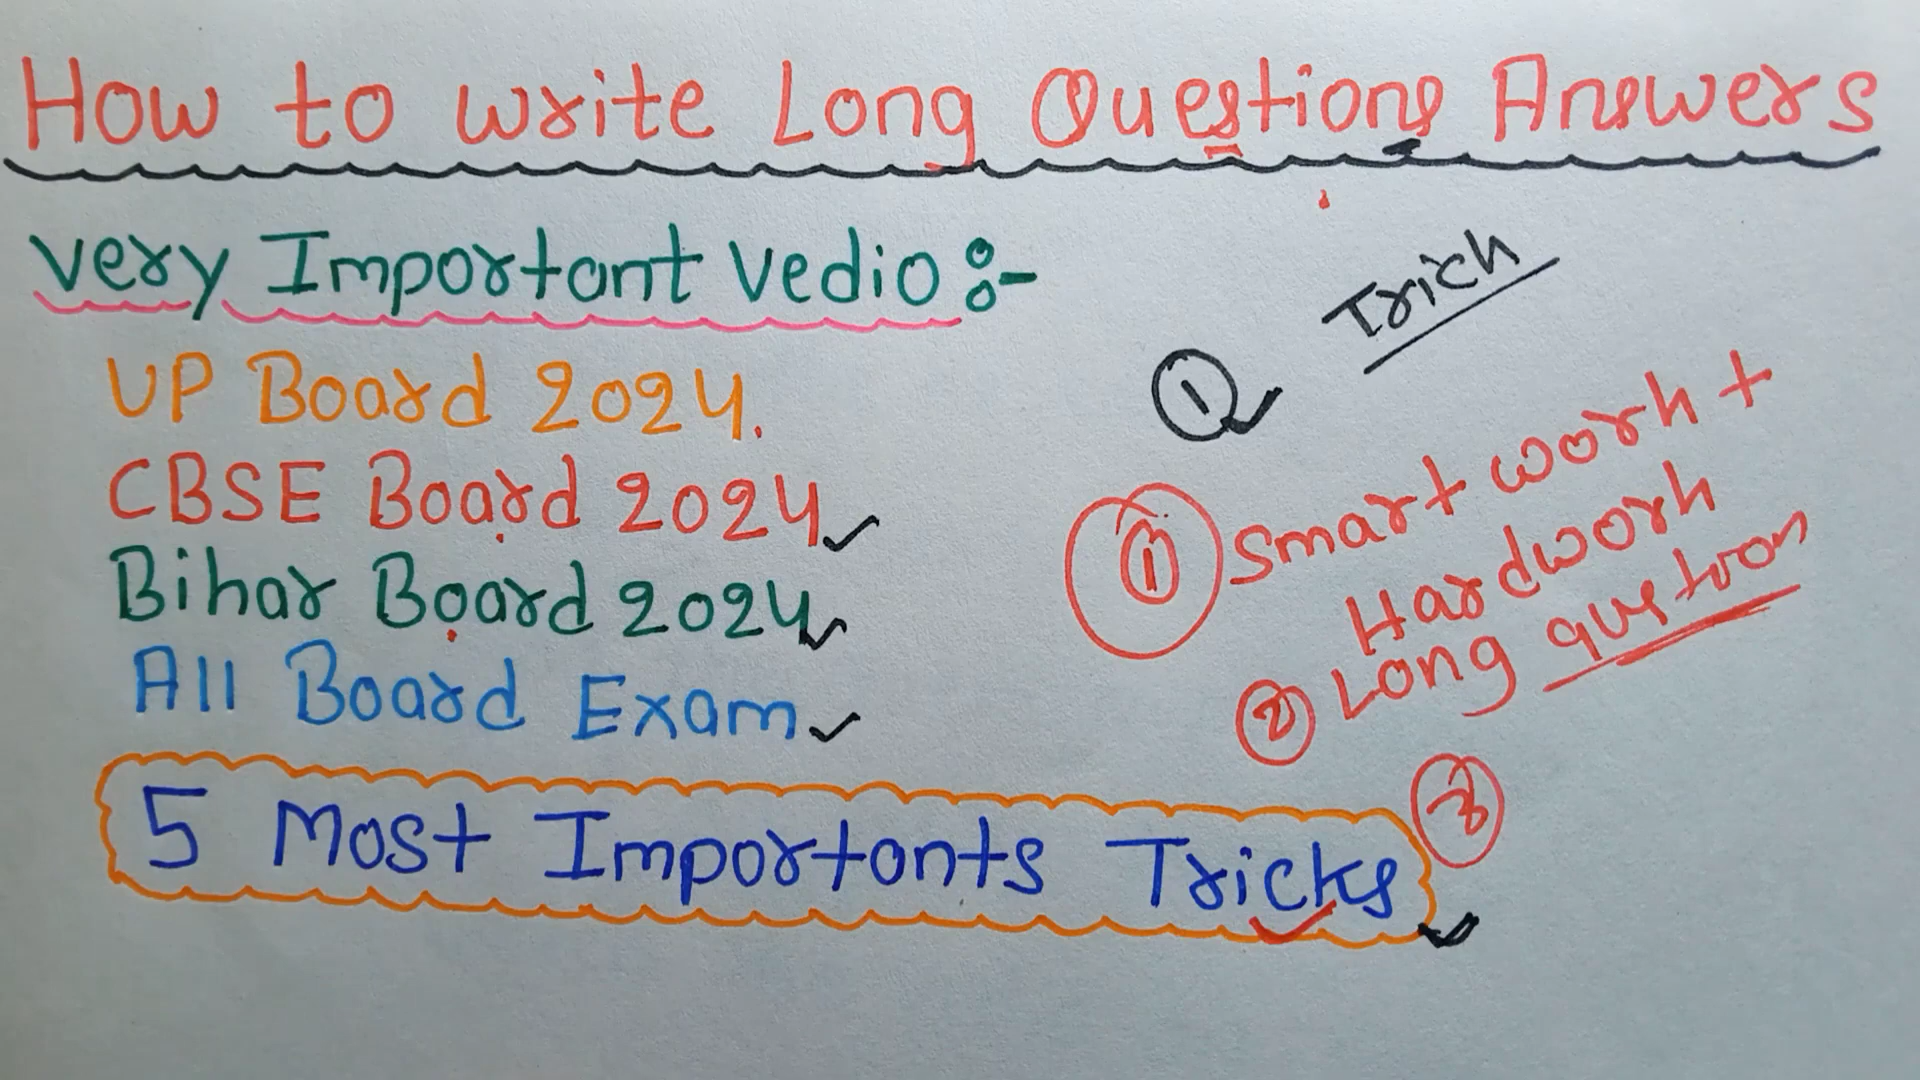 How to write Long Questions Answers
Very Important Vedio :-
UP Board 2024.
CBSE Board 2024
Bihar Board 2024
All Board Exam
5 Most Importants Tricks
Trick
1
1 Smart work +
Hardwork
2 Long question
3